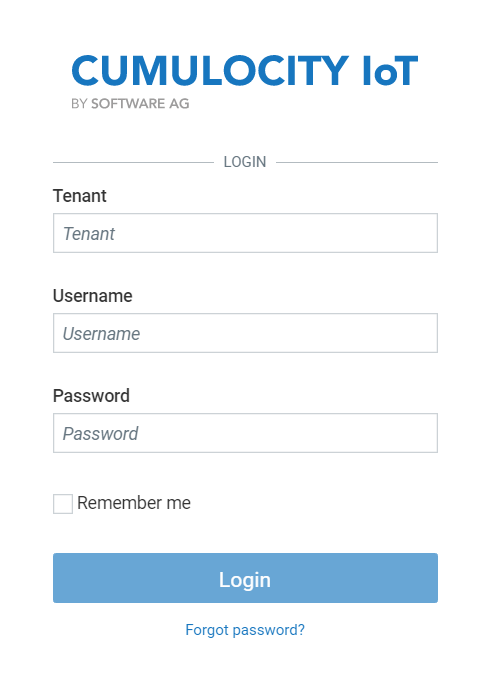 CUMULOCITY IoT
BY SOFTWARE AG
LOGIN
Tenant
Tenant
Username
Username
Password
Password
Remember me
Login
Forgot password?